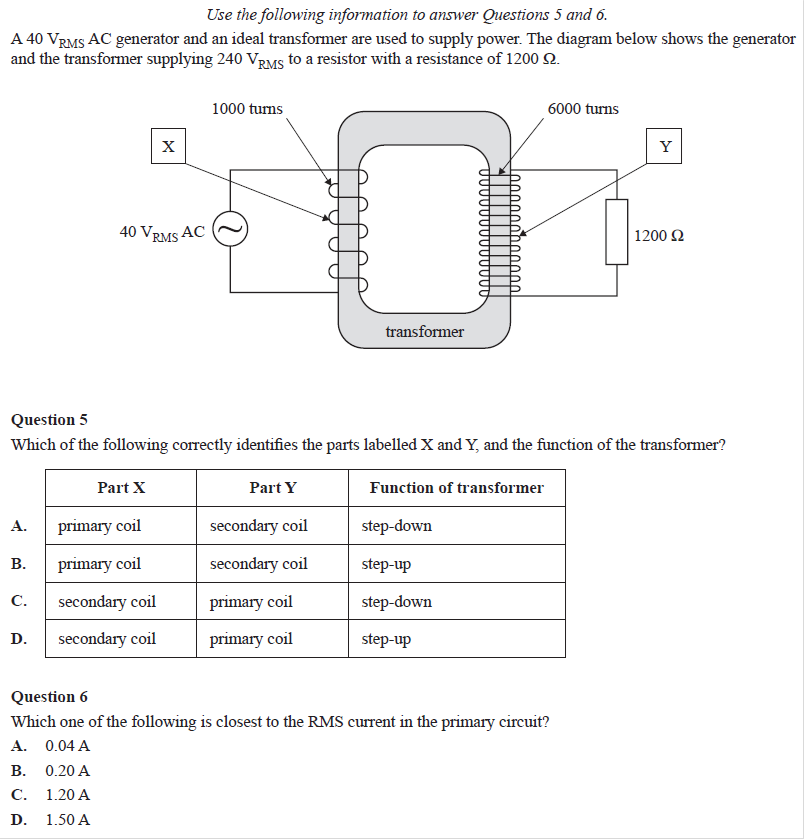 Use the following information to answer Questions 5 and 6.
A 40 VRMS AC generator and an ideal transformer are used to supply power. The diagram below shows the generator
and the transformer supplying 240 VRMS to a resistor with a resistance of 1200 Ω.
1000 turns
6000 turns
X
Y
40 VRMS AC
1200 Ω
transformer
Question 5
Which of the following correctly identifies the parts labelled X and Y, and the function of the transformer?
Part X Part Y Function of transformer
A. primary coil secondary coil step-down
B. primary coil secondary coil step-up
C. secondary coil primary coil step-down
D. secondary coil primary coil step-up
Question 6
Which one of the following is closest to the RMS current in the primary circuit?
A. 0.04 A
B. 0.20 A
C. 1.20 A
D. 1.50 A